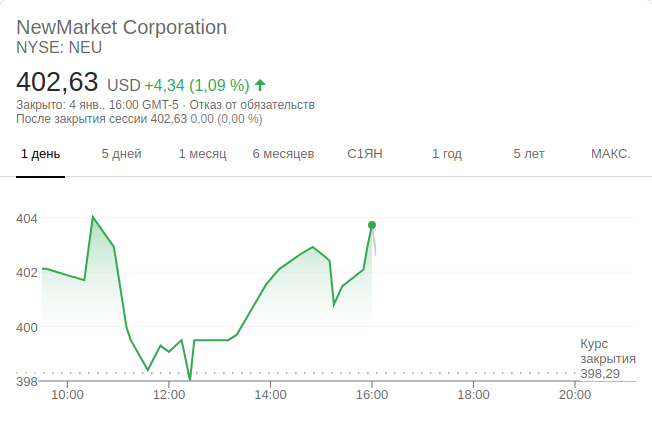 NewMarket Corporation
NYSE: NEU
402,63 USD +4,34 (1,09 %)
Закрыто: 4 янв., 16:00 GMT-5 · Отказ от обязательств
После закрытия сессии 402,63 0,00 (0,00 %)
1 день 5 дней 1 месяц 6 месяцев С1ЯН 1 год 5 лет МАКС.
404
402
400
398
Курс
закрытия
398,29
10:00 12:00 14:00 16:00 18:00 20:00